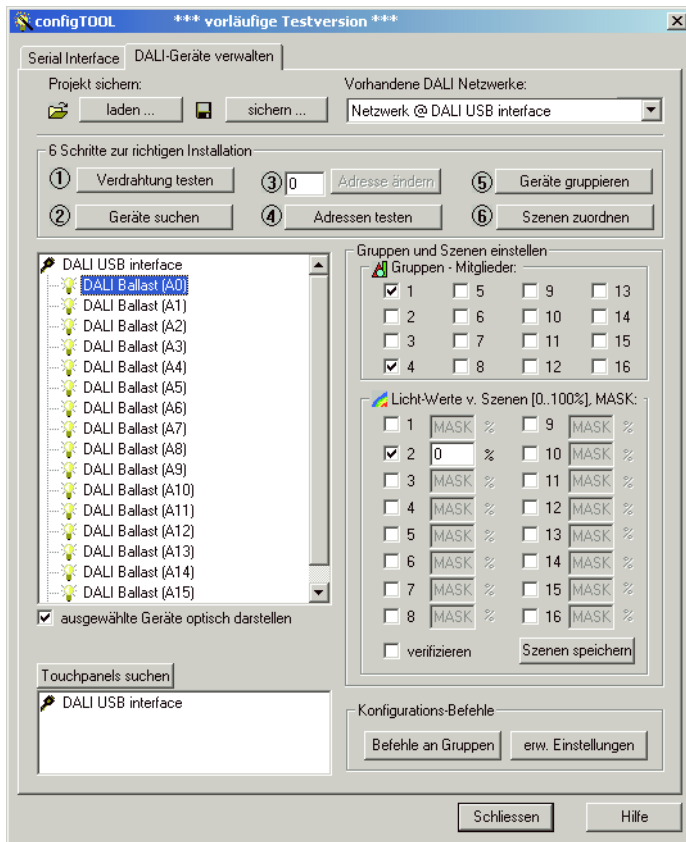 configTOOL *** vorläufige Testversion ***
Serial Interface DALI-Geräte verwalten
Projekt sichern: Vorhandene DALI Netzwerke:
laden ... sichern ... Netzwerk @ DALI USB interface
6 Schritte zur richtigen Installation
1 Verdrahtung testen 3 0 Adresse ändern 5 Geräte gruppieren
2 Geräte suchen 4 Adressen testen 6 Szenen zuordnen
DALI USB interface
DALI Ballast (A0)
DALI Ballast (A1)
DALI Ballast (A2)
DALI Ballast (A3)
DALI Ballast (A4)
DALI Ballast (A5)
DALI Ballast (A6)
DALI Ballast (A7)
DALI Ballast (A8)
DALI Ballast (A9)
DALI Ballast (A10)
DALI Ballast (A11)
DALI Ballast (A12)
DALI Ballast (A13)
DALI Ballast (A14)
DALI Ballast (A15)
ausgewählte Geräte optisch darstellen
Touchpanels suchen
DALI USB interface
Gruppen und Szenen einstellen
Gruppen - Mitglieder:
1 5 9 13
2 6 10 14
3 7 11 15
4 8 12 16
Licht-Werte v. Szenen [0..100%], MASK:
1 MASK % 9 MASK %
2 0 % 10 MASK %
3 MASK % 11 MASK %
4 MASK % 12 MASK %
5 MASK % 13 MASK %
6 MASK % 14 MASK %
7 MASK % 15 MASK %
8 MASK % 16 MASK %
verifizieren Szenen speichern
Konfigurations-Befehle
Befehle an Gruppen erw. Einstellungen
Schliessen Hilfe